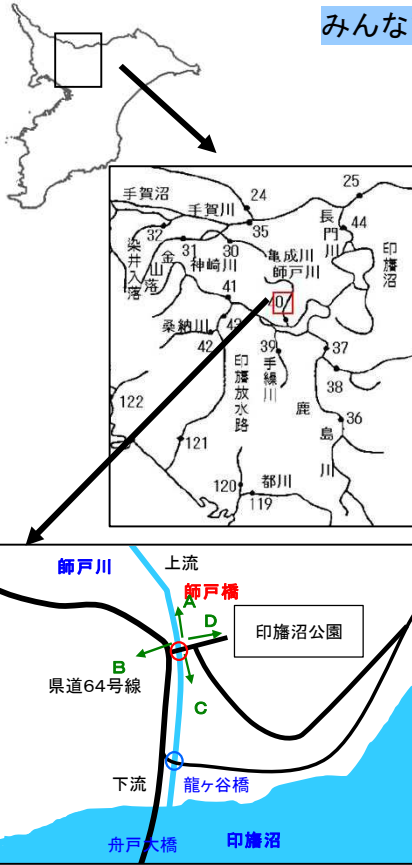 みんな
手賀沼
手賀川
24
25
35
長門川
44
印旛沼
染井入落
32
31
金山落
30
神崎川
亀成川
師戸川
41
40
桑納川
43
42
39
手繰川
37
38
印旛放水路
鹿島川
36
122
121
120
都川
119
師戸川
上流
師戸橋
A
D
B
C
印旛沼公園
県道64号線
下流
龍ヶ谷橋
舟戸大橋
印旛沼